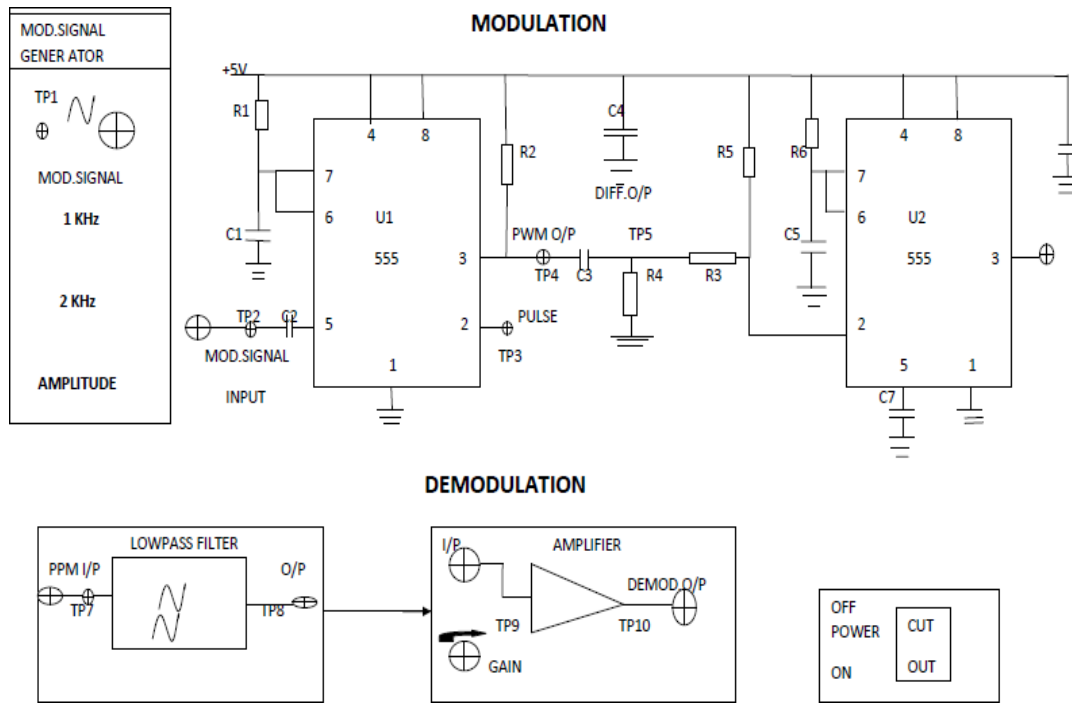 MODULATION
MOD.SIGNAL
GENER ATOR
TP1
MOD.SIGNAL
1 KHz
2 KHz
AMPLITUDE
+5V
R1
C1
4
8
7
6
U1
555
3
5
2
1
TP2
C2
MOD.SIGNAL
INPUT
R2
PWM O/P
TP4
PULSE
TP3
C4
DIFF.O/P
C3
TP5
R4
R3
R5
R6
C5
4
8
7
6
U2
555
3
2
5
1
C7
DEMODULATION
LOWPASS FILTER
PPM I/P
TP7
O/P
TP8
I/P
AMPLIFIER
DEMOD.O/P
TP9
TP10
GAIN
OFF
POWER
ON
CUT
OUT